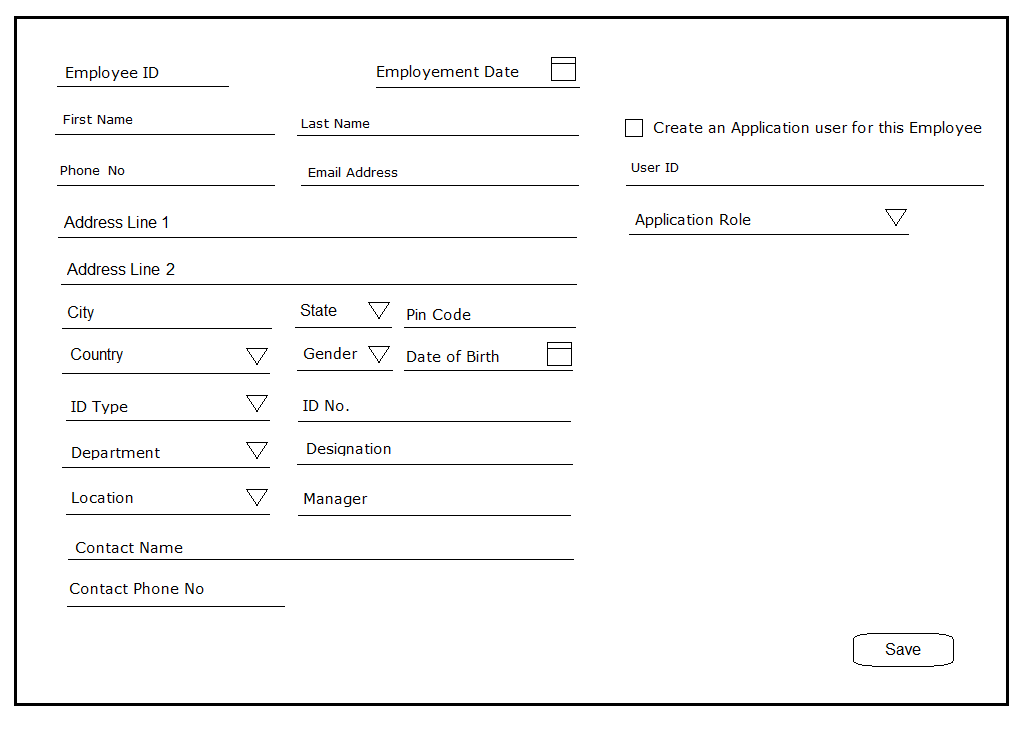 Employee ID
Employement Date
First Name
Last Name
Create an Application user for this Employee
Phone No
Email Address
User ID
Address Line 1
Application Role
Address Line 2
City
State
Pin Code
Country
Gender
Date of Birth
ID Type
ID No.
Department
Designation
Location
Manager
Contact Name
Contact Phone No
Save